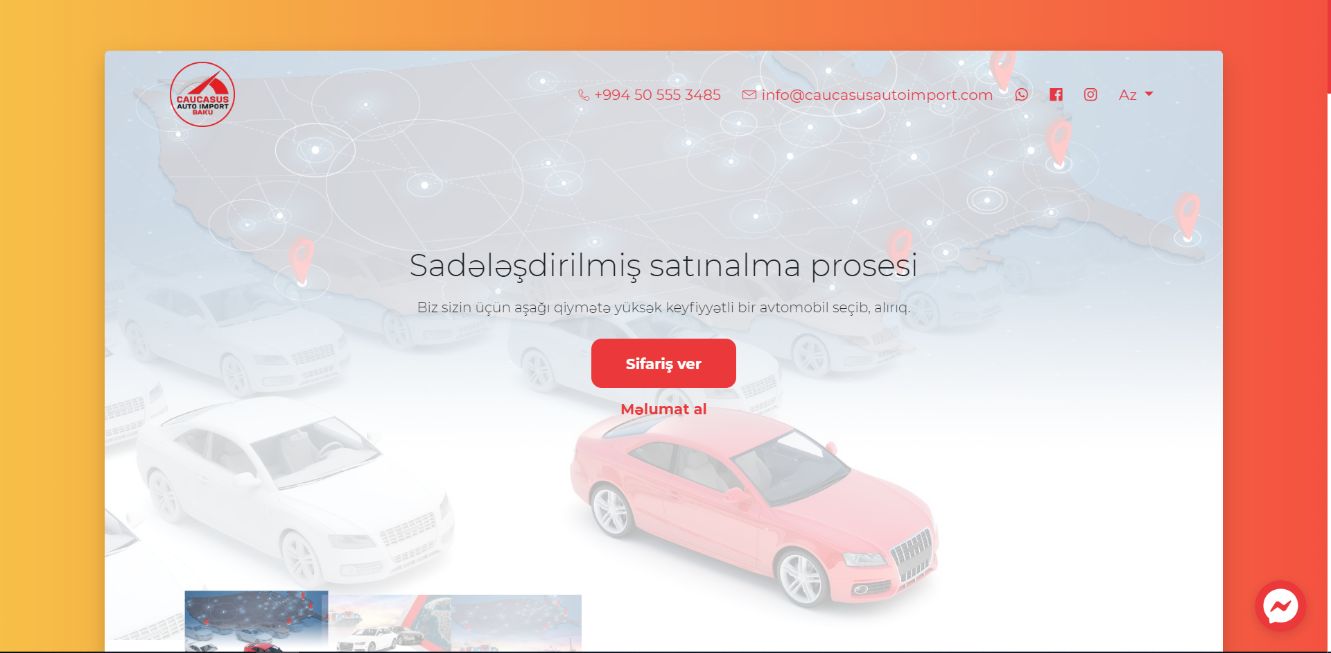 CAUCASUS
AUTO IMPORT
BAKU
+994 50 555 3485 info@caucasusautoimport.com Az
Sadələşdirilmiş satınalma prosesi
Biz sizin üçün aşağı qiymətə yüksək keyfiyyətli bir avtomobil seçib, alırıq.
Sifariş ver
Məlumat al